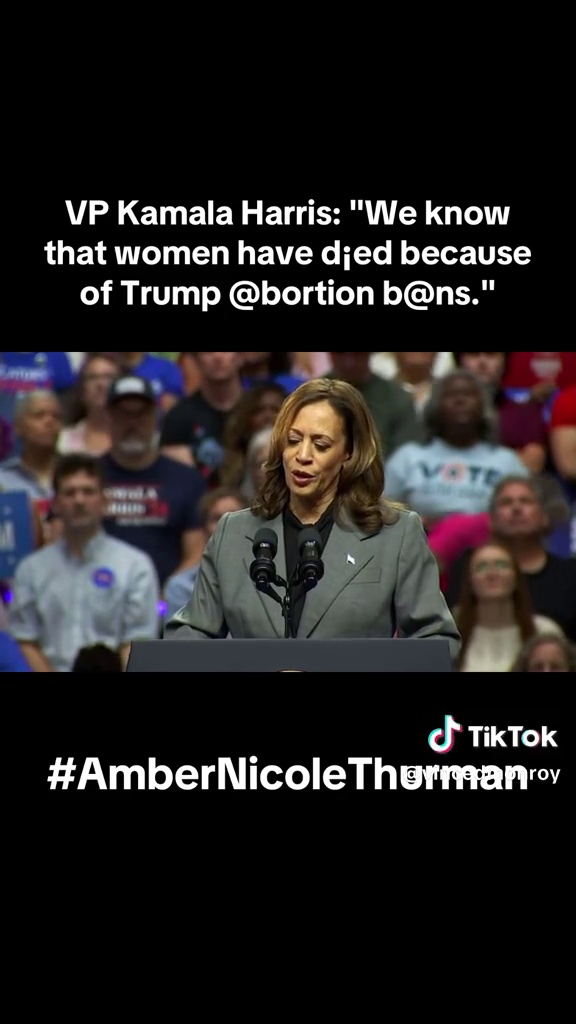 VP Kamala Harris: "We know
that women have d¡ed because
of Trump @bortion b@ns."
VOTE
TikTok
#AmberNicoleThurman